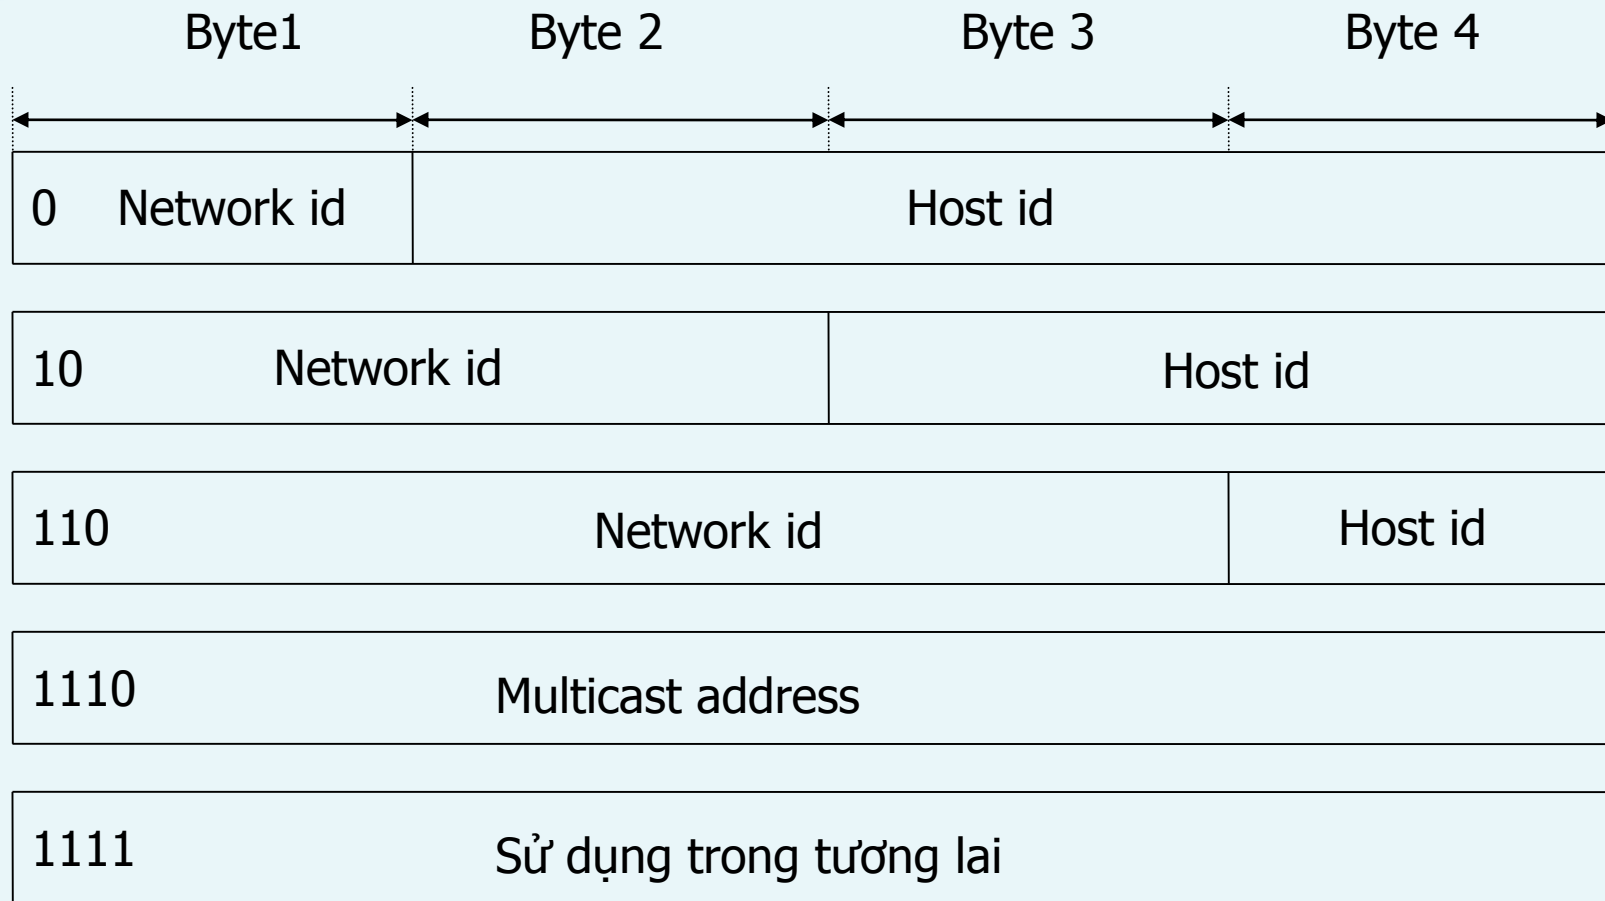 Byte1 Byte 2 Byte 3 Byte 4
0 Network id Host id
10 Network id Host id
110 Network id Host id
1110 Multicast address
1111 Sử dụng trong tương lai